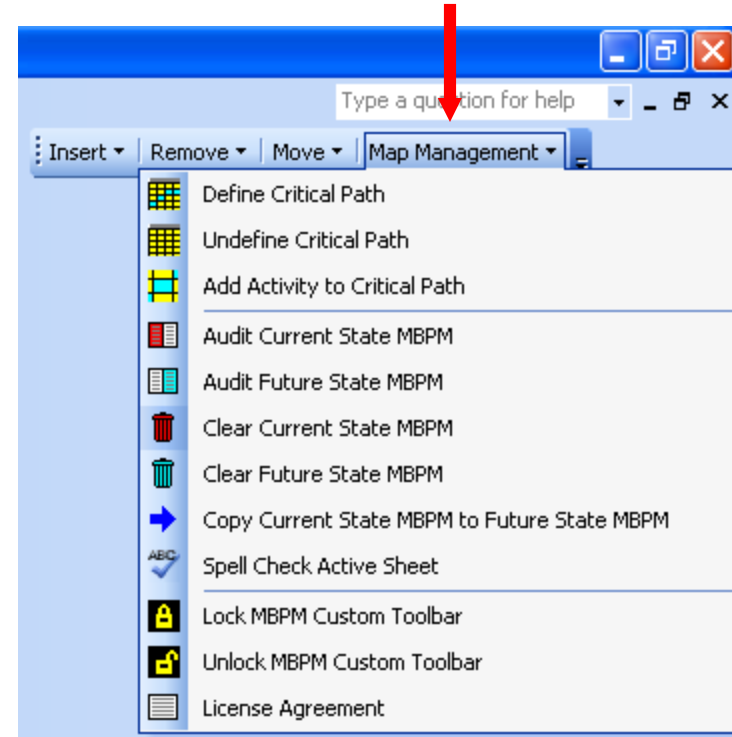 Type a question for help
Insert Remove Move Map Management
Define Critical Path
Undefine Critical Path
Add Activity to Critical Path
Audit Current State MBPM
Audit Future State MBPM
Clear Current State MBPM
Clear Future State MBPM
Copy Current State MBPM to Future State MBPM
ABC Spell Check Active Sheet
Lock MBPM Custom Toolbar
Unlock MBPM Custom Toolbar
License Agreement